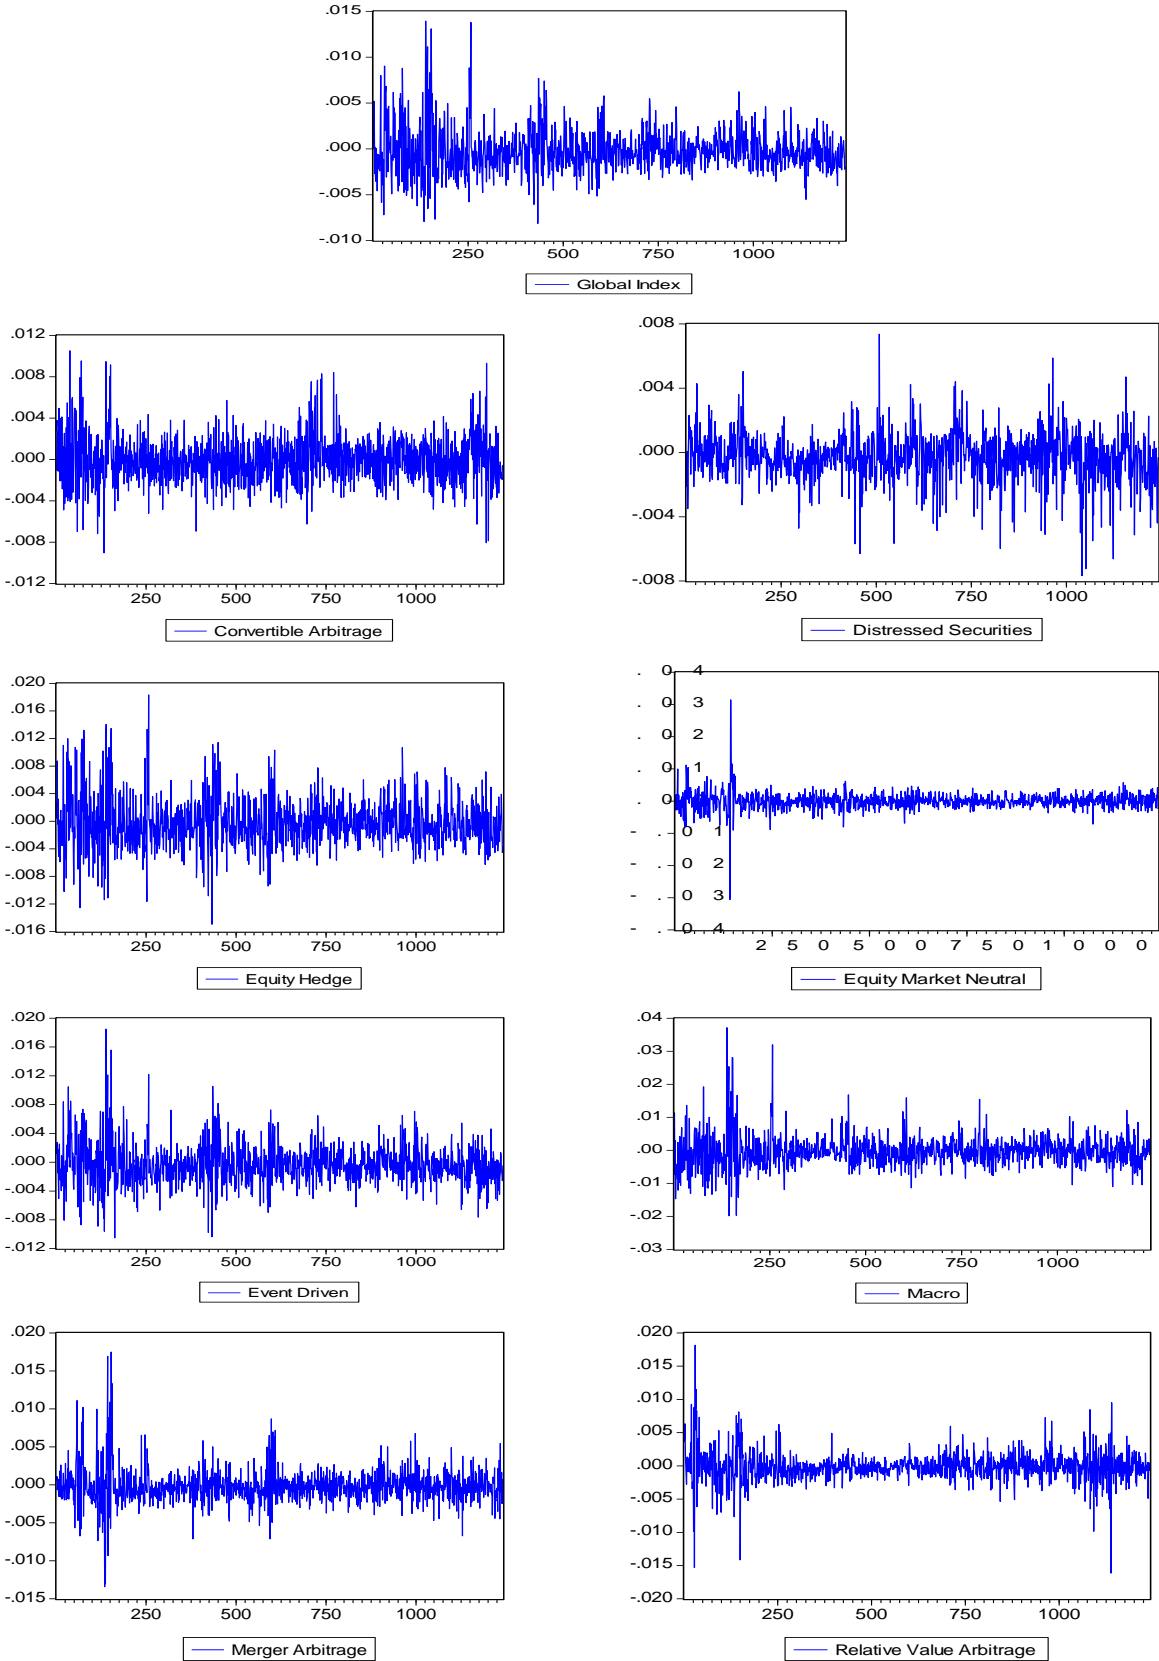 .015
.010
.005
.000
-.005
-.010
250 500 750 1000
Global Index
.012
.008
.004
.000
-.004
-.008
-.012
250 500 750 1000
Convertible Arbitrage
.008
.004
.000
-.004
-.008
250 500 750 1000
Distressed Securities
.020
.016
.012
.008
.004
.000
-.004
-.008
-.012
-.016
250 500 750 1000
Equity Hedge
. 0 4
. 0 3
. 0 2
. 0 1
. 0 0
- . 0 1
- . 0 2
- . 0 3
- . 0 4
2 5 0 5 0 0 7 5 0 1 0 0 0
Equity Market Neutral
.020
.016
.012
.008
.004
.000
-.004
-.008
-.012
250 500 750 1000
Event Driven
.04
.03
.02
.01
.00
-.01
-.02
-.03
250 500 750 1000
Macro
.020
.015
.010
.005
.000
-.005
-.010
-.015
250 500 750 1000
Merger Arbitrage
.020
.015
.010
.005
.000
-.005
-.010
-.015
-.020
250 500 750 1000
Relative Value Arbitrage